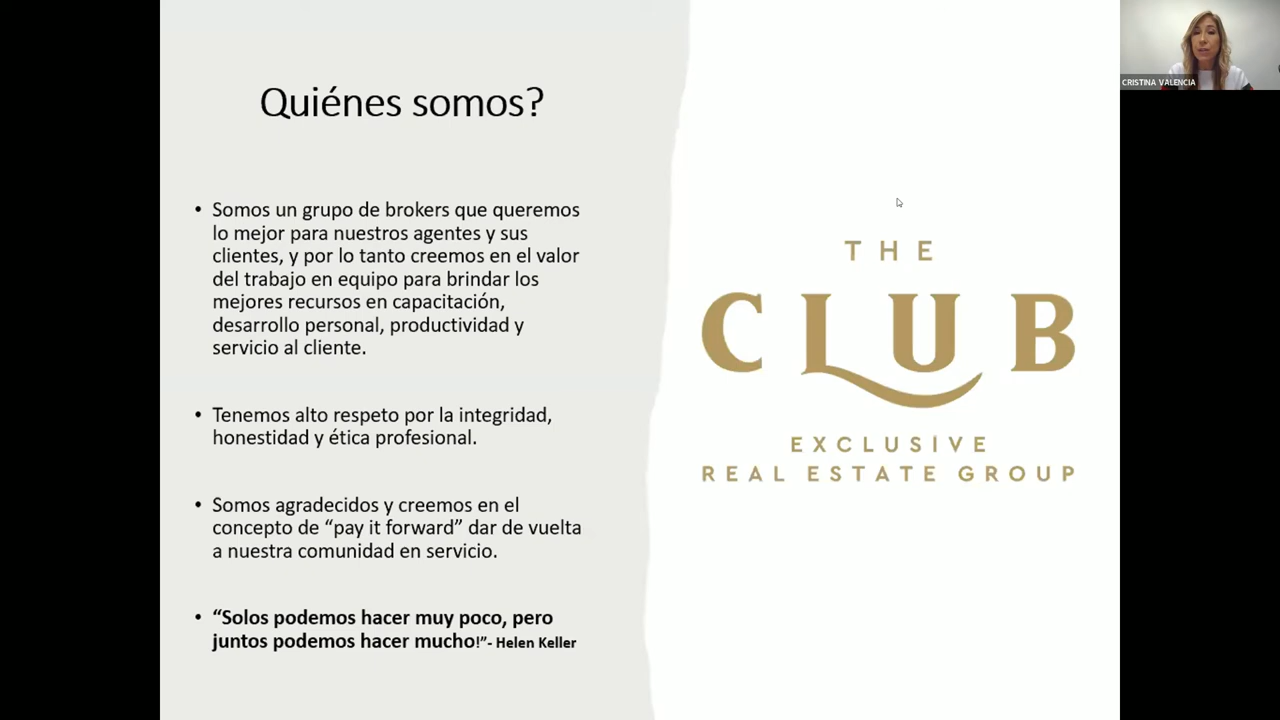 Quiénes somos?
• Somos un grupo de brokers que queremos
lo mejor para nuestros agentes y sus
clientes, y por lo tanto creemos en el valor
del trabajo en equipo para brindar los
mejores recursos en capacitación,
desarrollo personal, productividad y
servicio al cliente.
• Tenemos alto respeto por la integridad,
honestidad y ética profesional.
• Somos agradecidos y creemos en el
concepto de “pay it forward” dar de vuelta
a nuestra comunidad en servicio.
• “Solos podemos hacer muy poco, pero
juntos podemos hacer mucho!”- Helen Keller
THE
CLUB
EXCLUSIVE
REAL ESTATE GROUP
CRISTINA VALENCIA